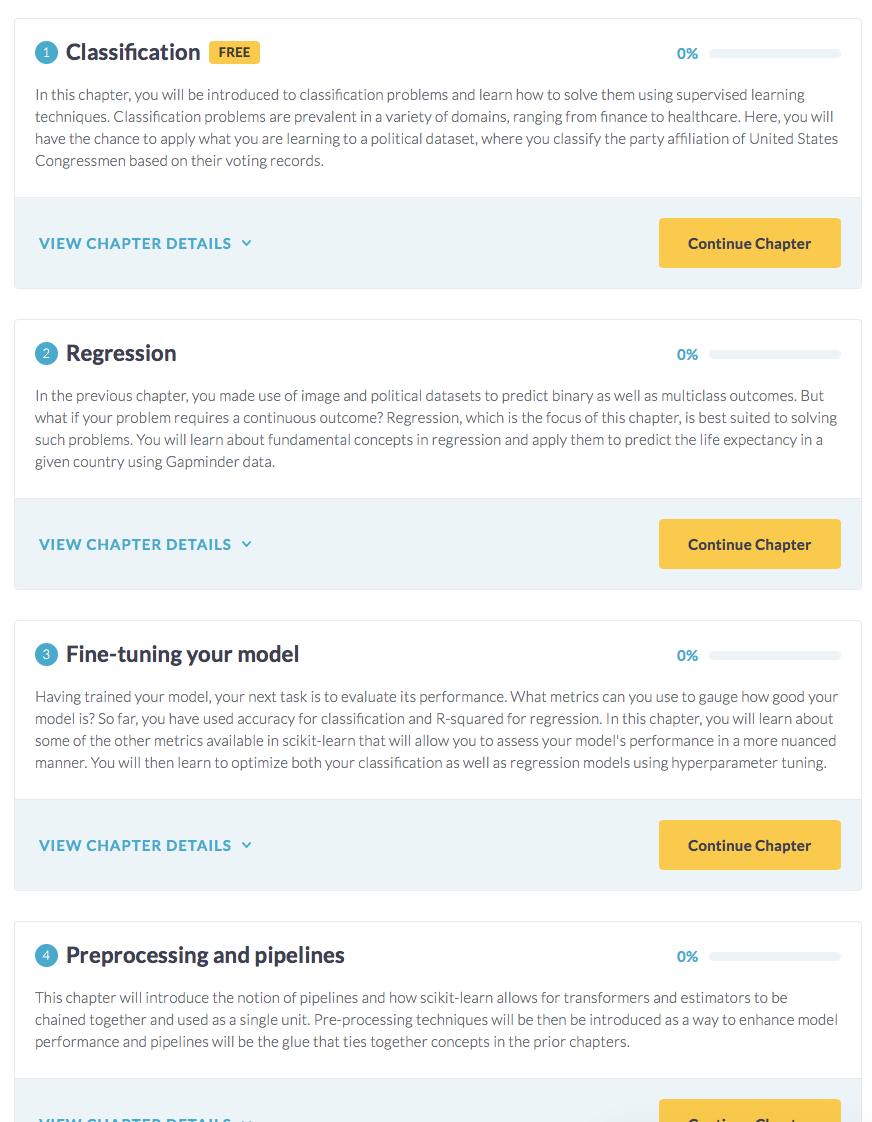 1 Classification FREE 0%
In this chapter, you will be introduced to classification problems and learn how to solve them using supervised learning
techniques. Classification problems are prevalent in a variety of domains, ranging from finance to healthcare. Here, you will
have the chance to apply what you are learning to a political dataset, where you classify the party affiliation of United States
Congressmen based on their voting records.
VIEW CHAPTER DETAILS Continue Chapter
2 Regression 0%
In the previous chapter, you made use of image and political datasets to predict binary as well as multiclass outcomes. But
what if your problem requires a continuous outcome? Regression, which is the focus of this chapter, is best suited to solving
such problems. You will learn about fundamental concepts in regression and apply them to predict the life expectancy in a
given country using Gapminder data.
VIEW CHAPTER DETAILS Continue Chapter
3 Fine-tuning your model 0%
Having trained your model, your next task is to evaluate its performance. What metrics can you use to gauge how good your
model is? So far, you have used accuracy for classification and R-squared for regression. In this chapter, you will learn about
some of the other metrics available in scikit-learn that will allow you to assess your model's performance in a more nuanced
manner. You will then learn to optimize both your classification as well as regression models using hyperparameter tuning.
VIEW CHAPTER DETAILS Continue Chapter
4 Preprocessing and pipelines 0%
This chapter will introduce the notion of pipelines and how scikit-learn allows for transformers and estimators to be
chained together and used as a single unit. Pre-processing techniques will be then be introduced as a way to enhance model
performance and pipelines will be the glue that ties together concepts in the prior chapters.
VIEW CHAPTER DETAILS Continue Chapter